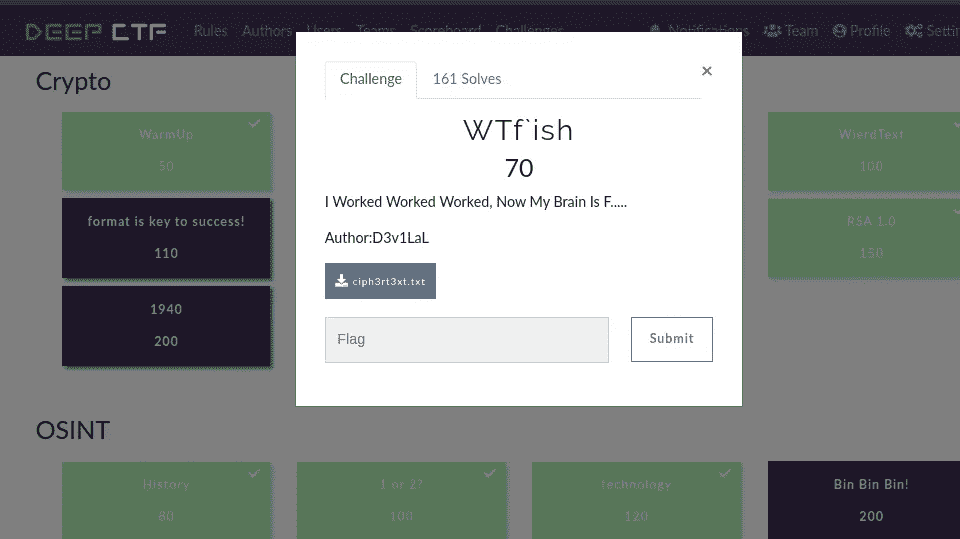 DEEP CTF Rules Authors Users Teams Scoreboard Challenges Notifications Team Profile Settin
Crypto
Challenge 161 Solves ×
WTf`ish
70
I Worked Worked Worked, Now My Brain Is F.....
Author:D3v1LaL
ciph3rt3xt.txt
Flag Submit
WarmUp
50
format is key to success!
110
1940
200
WierdText
100
RSA 1.0
150
OSINT
History
80
1 or 2?
100
technology
120
Bin Bin Bin!
200